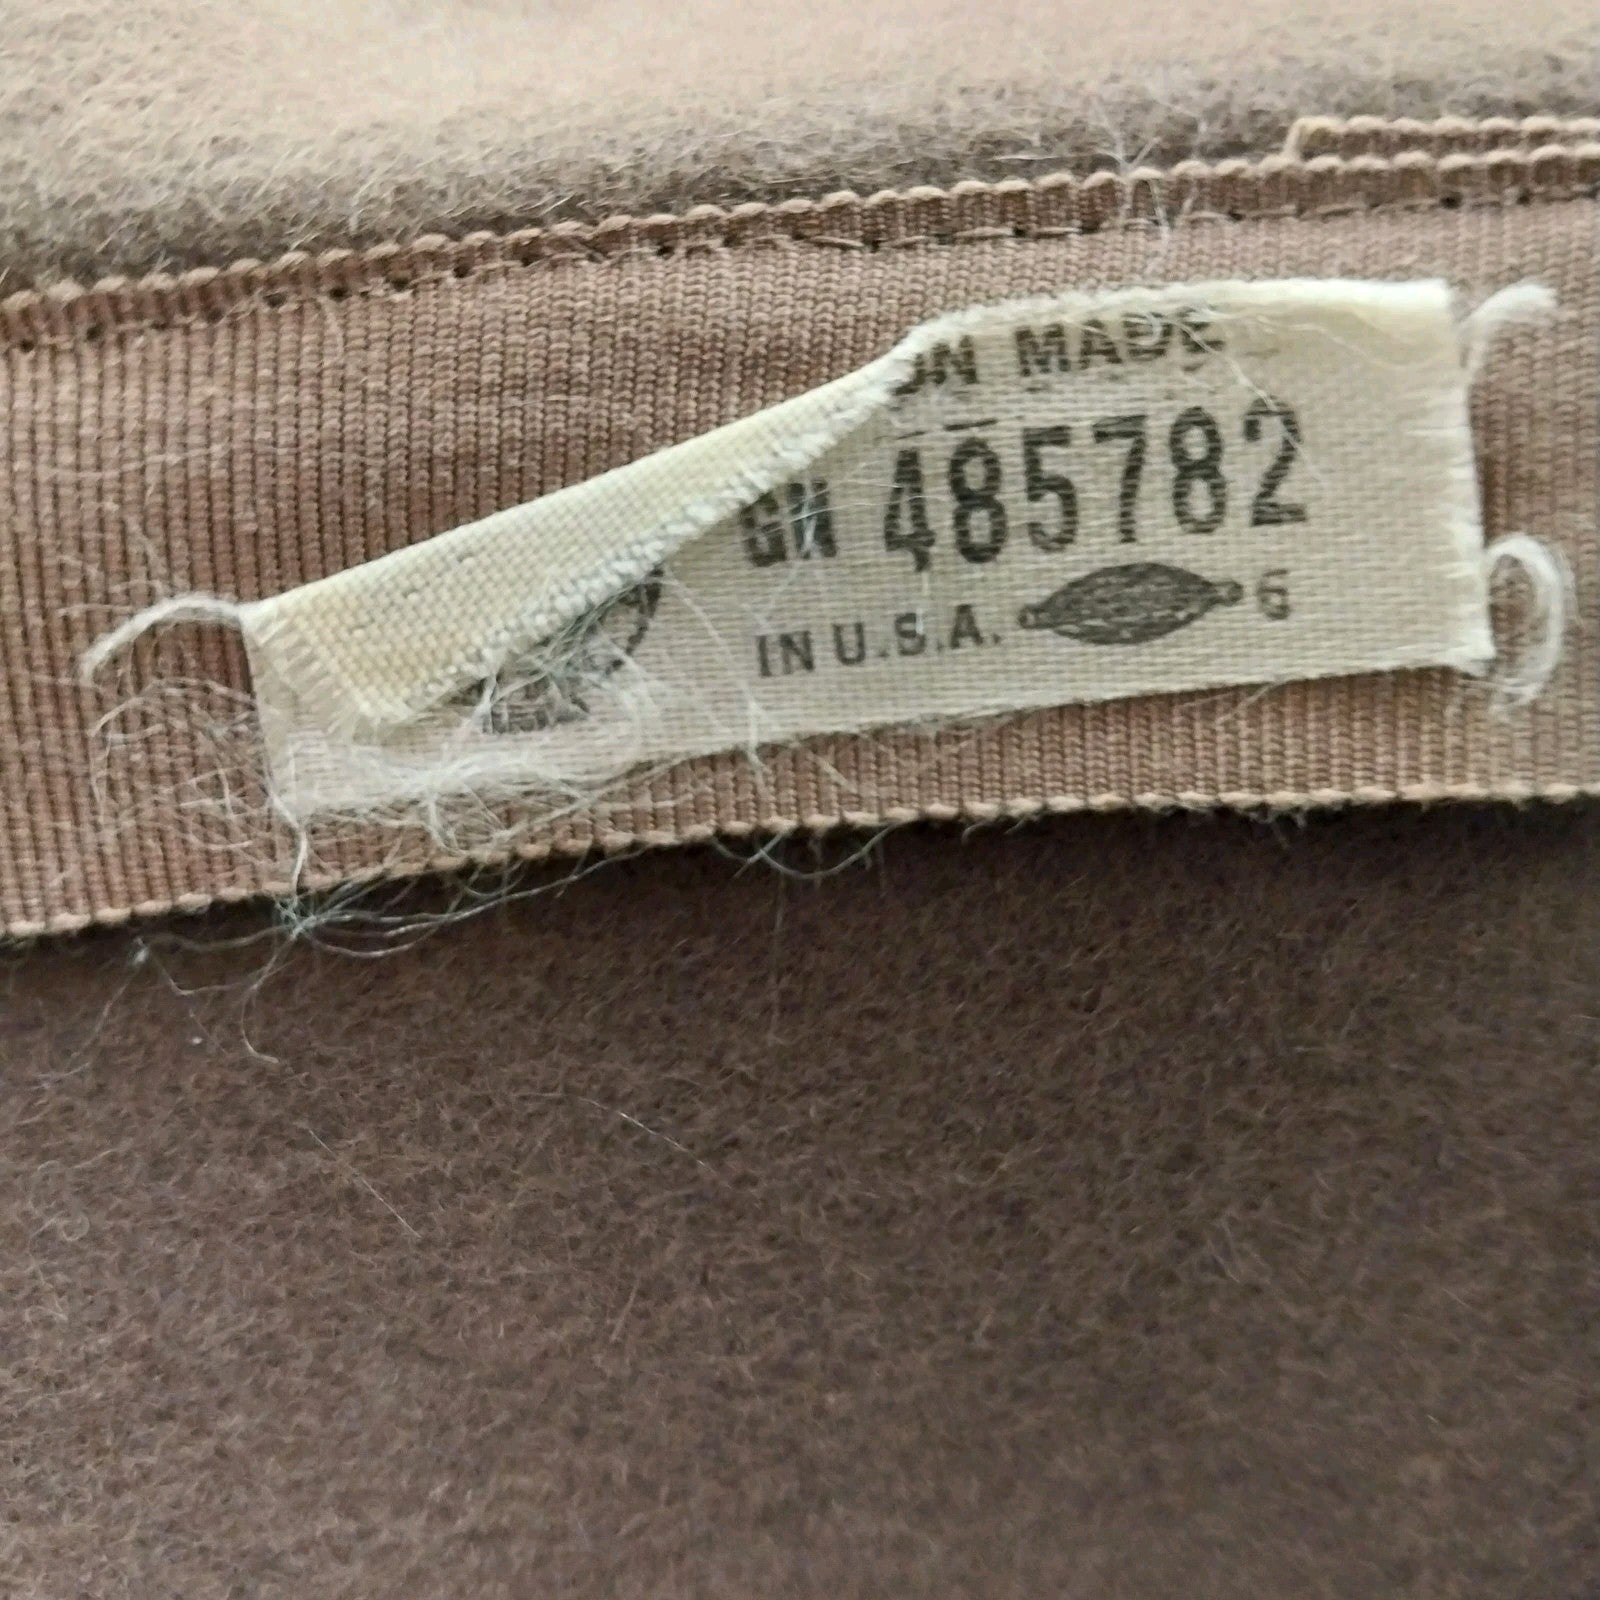 ON MADE
GN 485782
IN U.S.A. 6